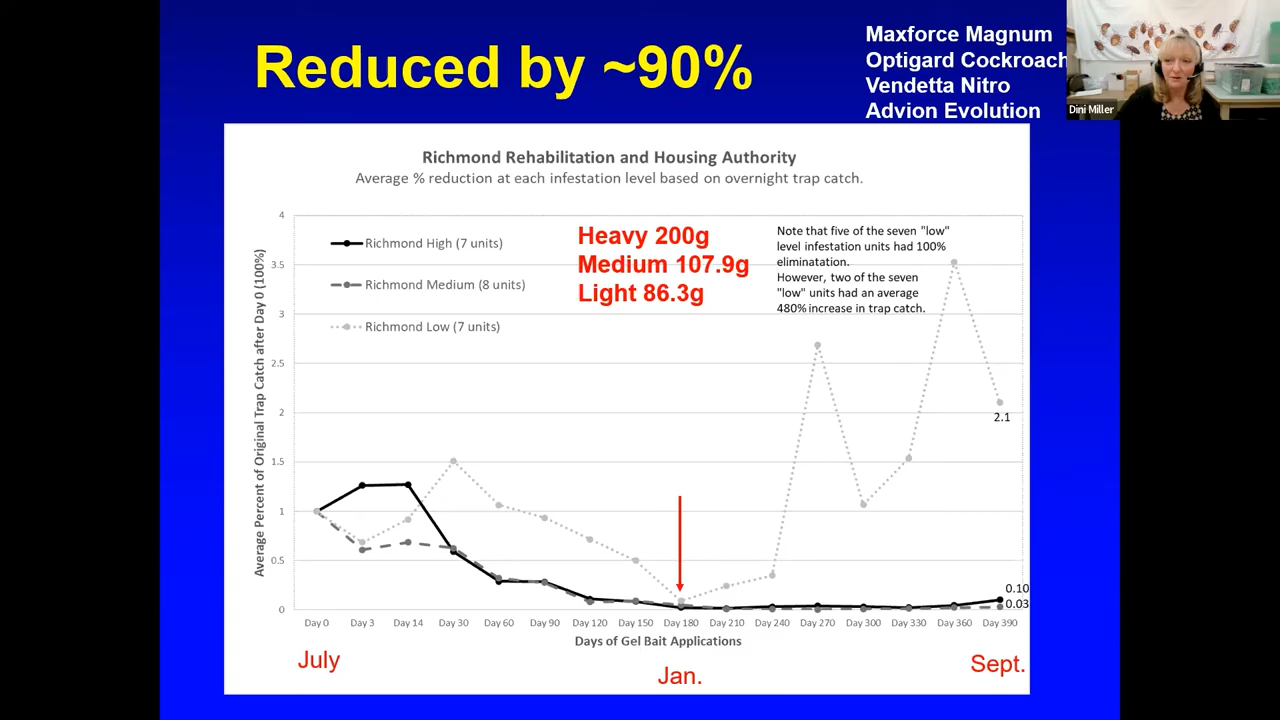 Reduced by ~90%
Maxforce Magnum
Optigard Cockroach
Vendetta Nitro
Advion Evolution
Dini Miller
Richmond Rehabilitation and Housing Authority
Average % reduction at each infestation level based on overnight trap catch.
Average Percent of Original Trap Catch after Day 0 (100%)
4
3.5
3
2.5
2
1.5
1
0.5
0
Richmond High (7 units)
Richmond Medium (8 units)
Richmond Low (7 units)
Heavy 200g
Medium 107.9g
Light 86.3g
Note that five of the seven "low"
level infestation units had 100%
eliminatation.
However, two of the seven
"low" units had an average
480% increase in trap catch.
2.1
0.10
0.03
Day 0 Day 3 Day 14 Day 30 Day 60 Day 90 Day 120 Day 150 Day 180 Day 210 Day 240 Day 270 Day 300 Day 330 Day 360 Day 390
Days of Gel Bait Applications
July
Jan.
Sept.